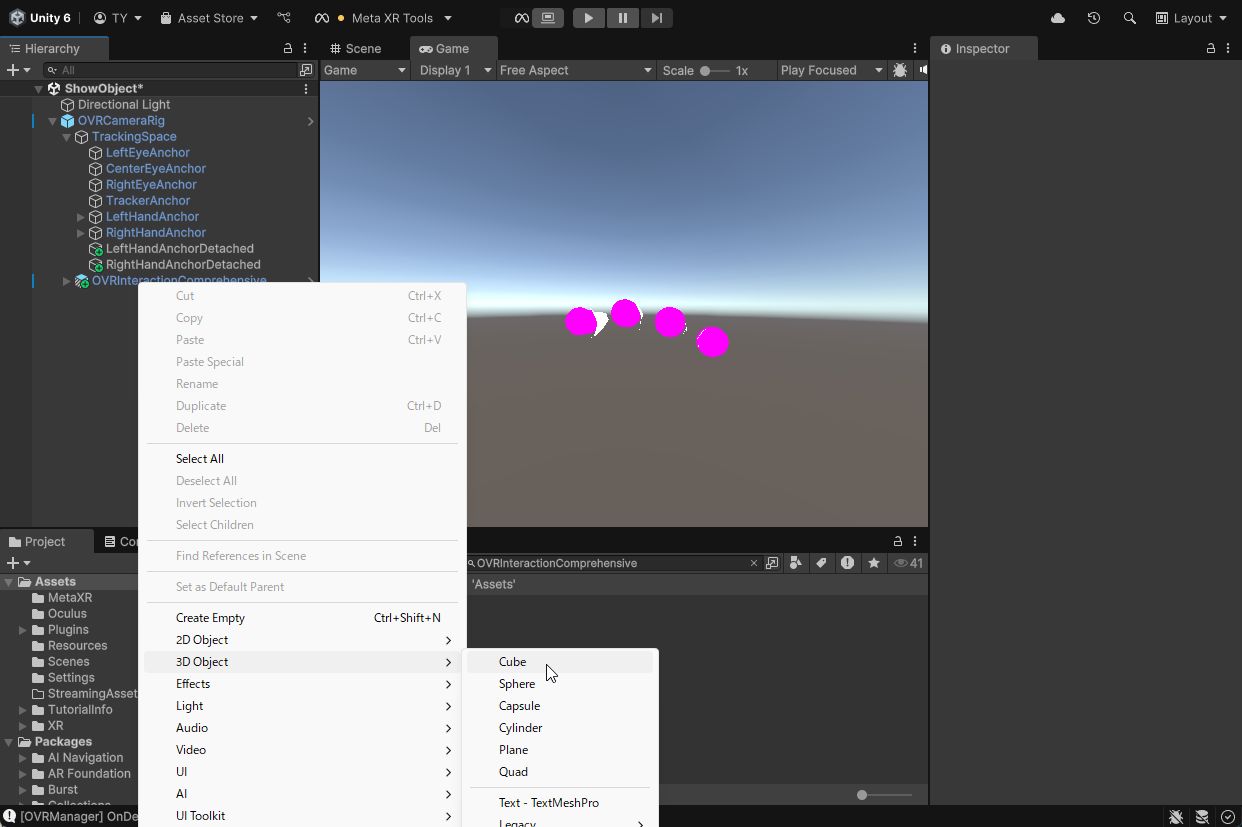 Unity 6
TY
Asset Store
Meta XR Tools
Layout
Hierarchy
Scene
Game
Inspector
All
Game
Display 1
Free Aspect
Scale
1x
Play Focused
ShowObject*
Directional Light
OVRCameraRig
TrackingSpace
LeftEyeAnchor
CenterEyeAnchor
RightEyeAnchor
TrackerAnchor
LeftHandAnchor
RightHandAnchor
LeftHandAnchorDetached
RightHandAnchorDetached
OVRInteractionComprehensive
Cut Ctrl+X
Copy Ctrl+C
Paste Ctrl+V
Paste Special
Rename
Duplicate Ctrl+D
Delete Del
Select All
Deselect All
Invert Selection
Select Children
Find References in Scene
Set as Default Parent
Create Empty Ctrl+Shift+N
2D Object
3D Object
Effects
Light
Audio
Video
UI
AI
UI Toolkit
Cube
Sphere
Capsule
Cylinder
Plane
Quad
Text - TextMeshPro
Legacy
Project
Co
OVRInteractionComprehensive
41
'Assets'
Assets
MetaXR
Oculus
Plugins
Resources
Scenes
Settings
StreamingAsset
TutorialInfo
XR
Packages
AI Navigation
AR Foundation
Burst
Collections
[OVRManager] OnDe